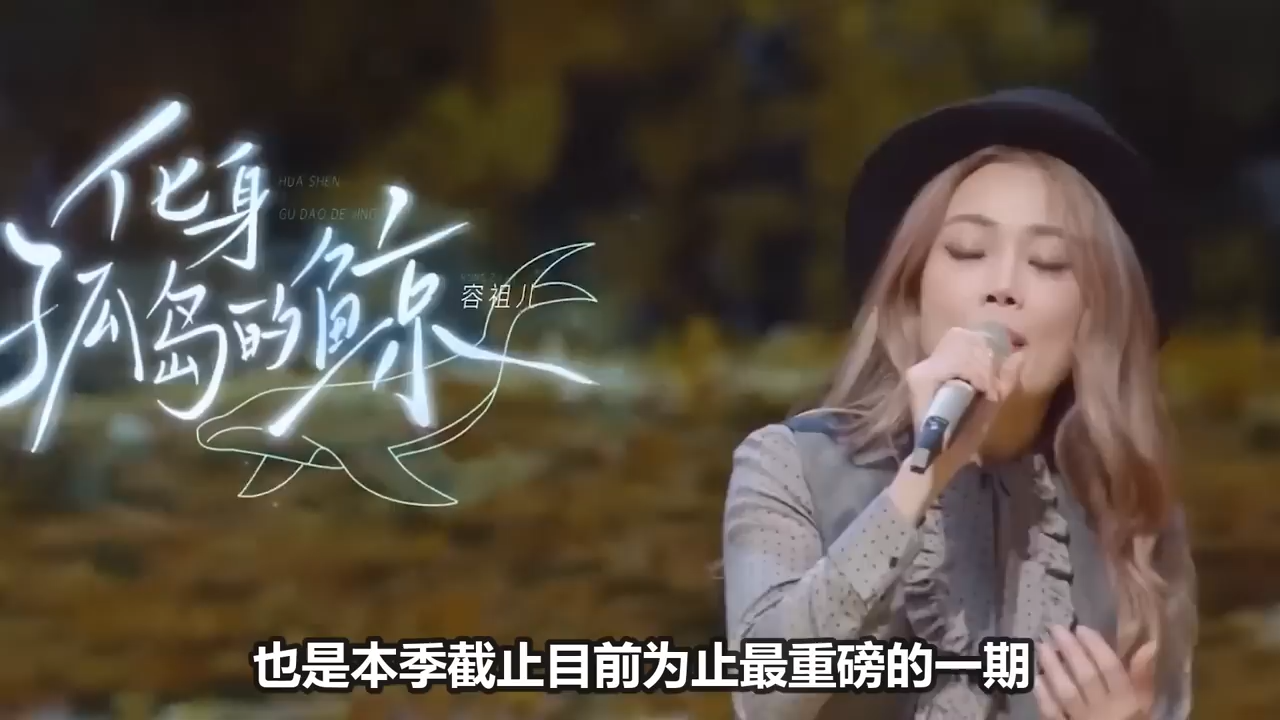 化身
HUA SHEN
GU DAO DE JING
孤岛的鲸
容祖儿
也是本季截止目前为止最重磅的一期